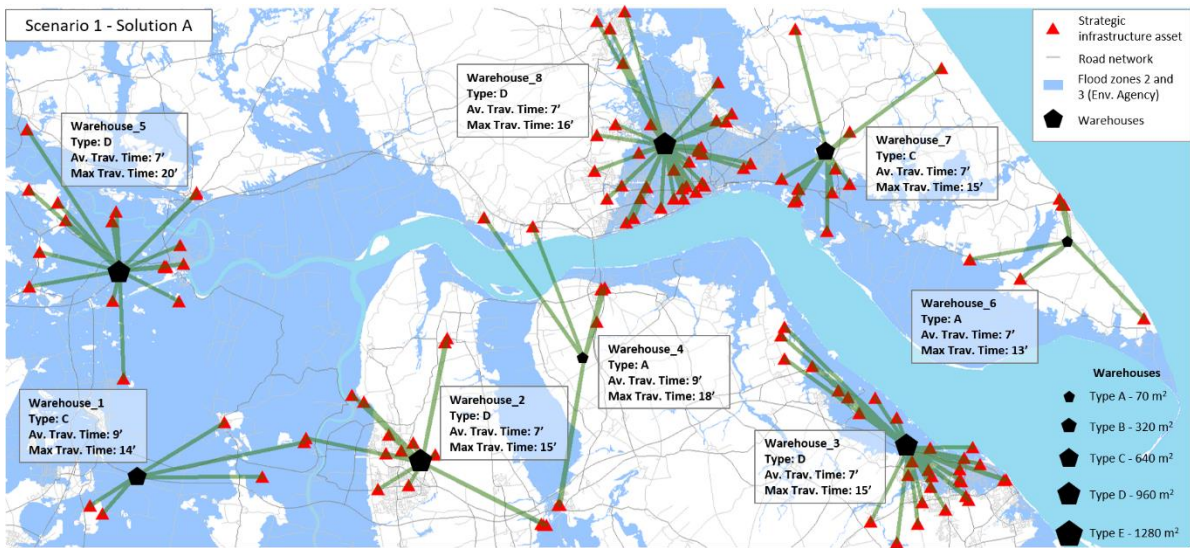 Scenario 1 - Solution A
Warehouse_5
Type: D
Av. Trav. Time: 7’
Max Trav. Time: 20’
Warehouse_8
Type: D
Av. Trav. Time: 7’
Max Trav. Time: 16’
Warehouse_7
Type: C
Av. Trav. Time: 7’
Max Trav. Time: 15’
Strategic
infrastructure asset
Road network
Flood zones 2 and
3 (Env. Agency)
Warehouses
Warehouse_6
Type: A
Av. Trav. Time: 7’
Max Trav. Time: 13’
Warehouse_4
Type: A
Av. Trav. Time: 9’
Max Trav. Time: 18’
Warehouse_1
Type: C
Av. Trav. Time: 9’
Max Trav. Time: 14’
Warehouse_2
Type: D
Av. Trav. Time: 7’
Max Trav. Time: 15’
Warehouse_3
Type: D
Av. Trav. Time: 7’
Max Trav. Time: 15’
Warehouses
Type A - 70 m²
Type B - 320 m²
Type C - 640 m²
Type D - 960 m²
Type E - 1280 m²